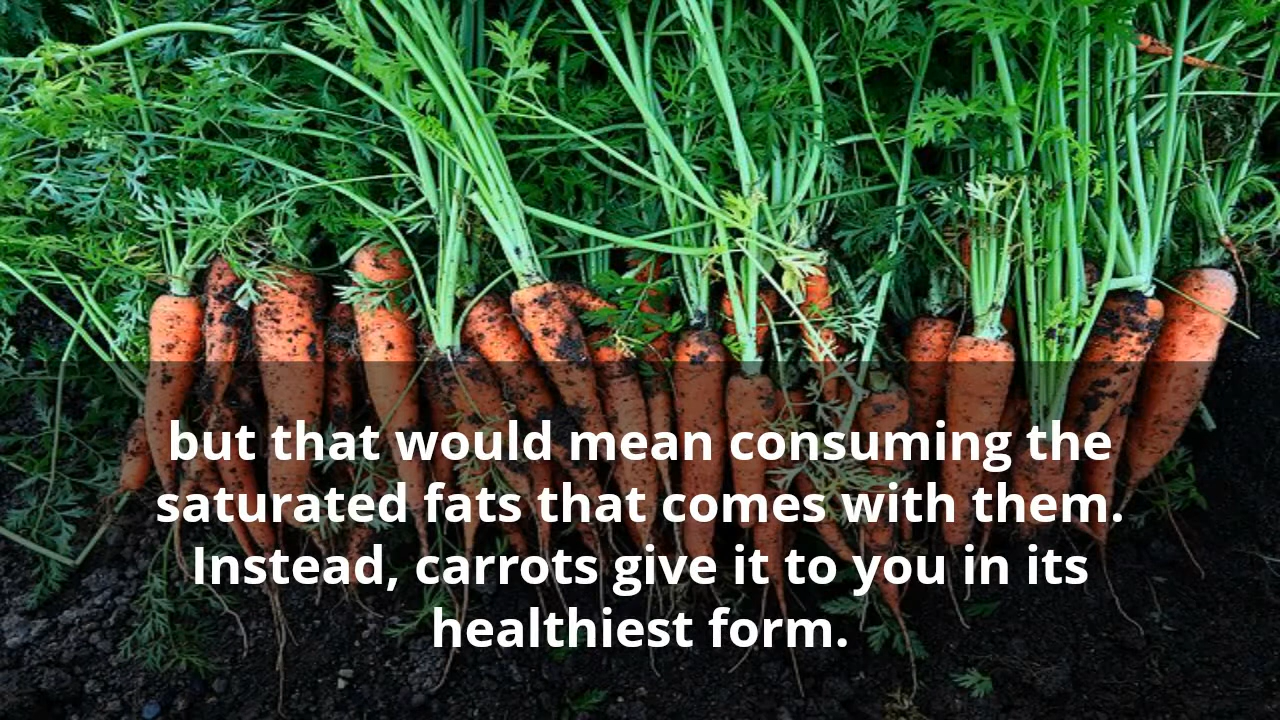 but that would mean consuming the
saturated fats that comes with them.
Instead, carrots give it to you in its
healthiest form.